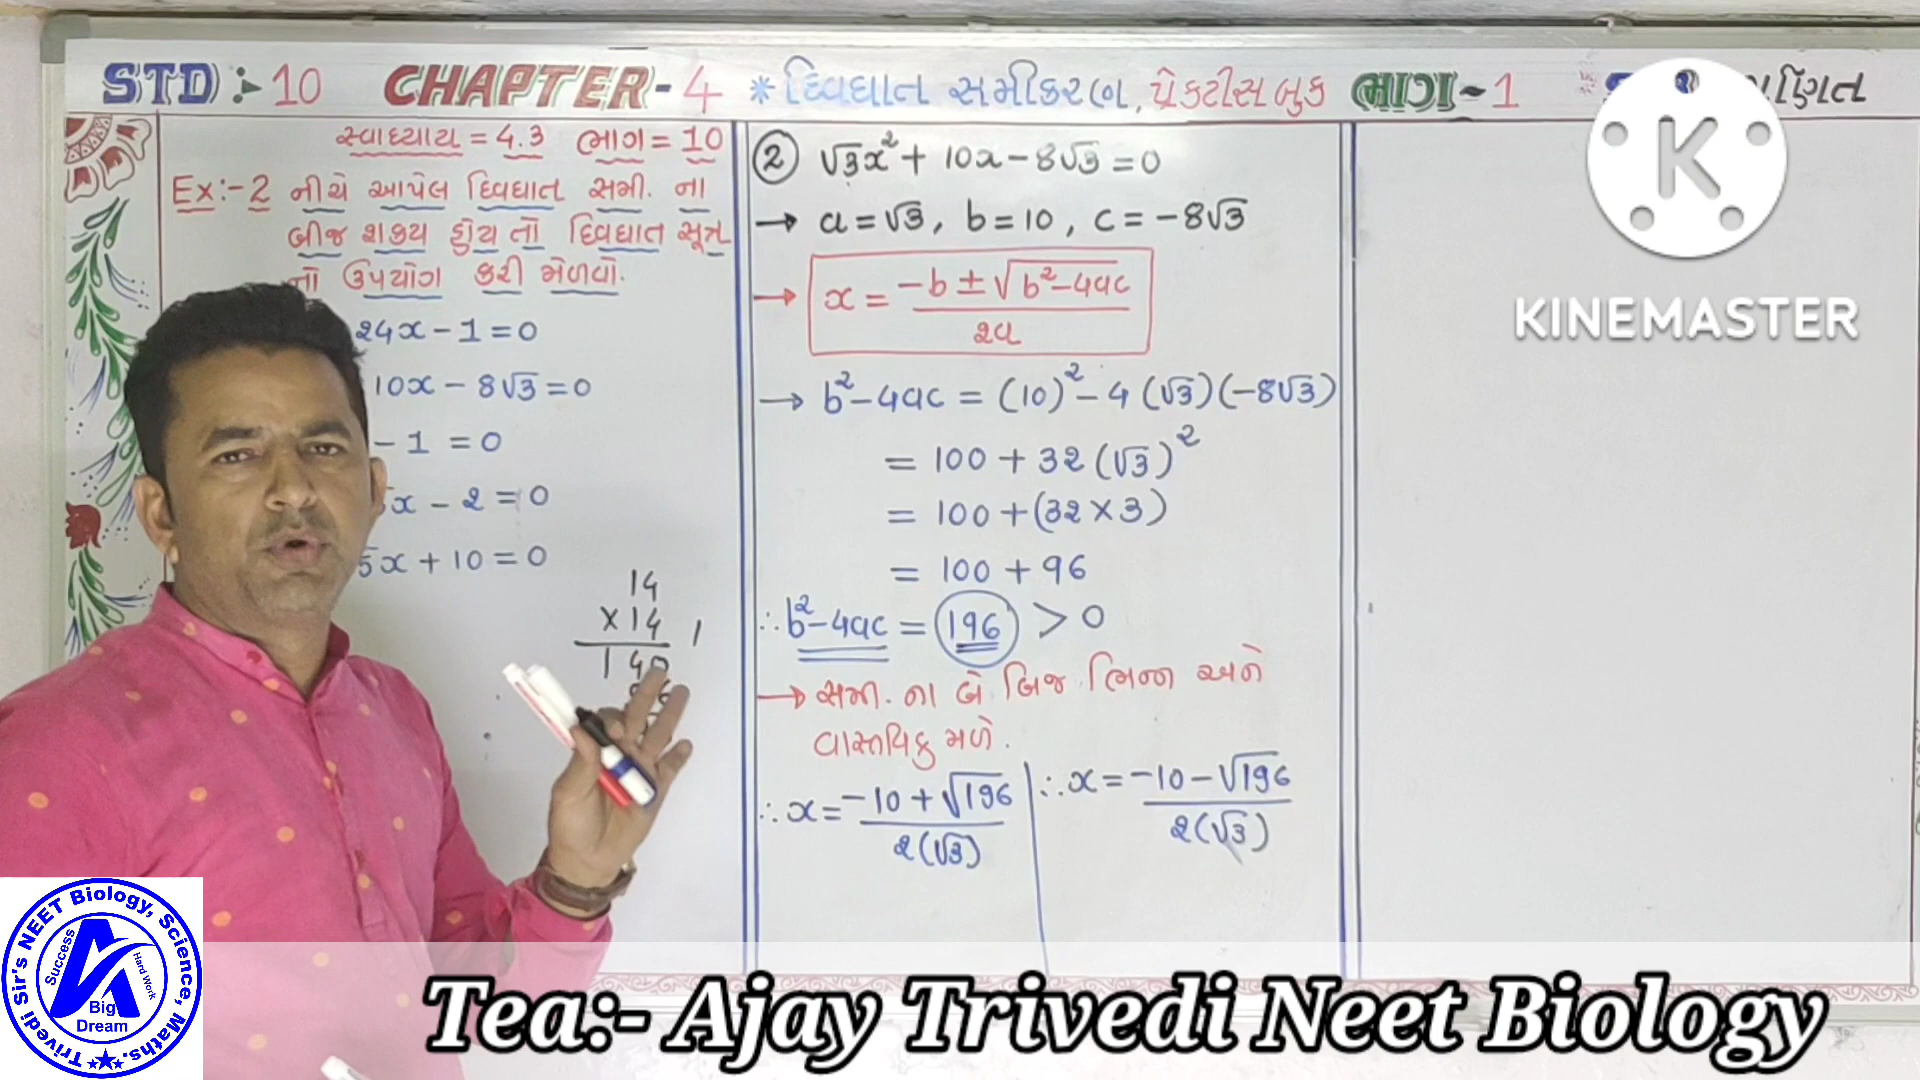 STD :- 10 CHAPTER - 4 * દ્વિઘાત સમીકરણ, પ્રેક્ટીસ બુક ભાગ - 1
સ્વાધ્યાય = 4.3 ભાગ = 10
Ex:- 2 નીચે આપેલ દ્વિઘાત સમી. ના
બીજ શક્ય હોય તો દ્વિઘાત સૂત્ર
નો ઉપયોગ કરી મેળવો.
24x - 1 = 0
10x - 8√3 = 0
- 1 = 0
x - 2 = 0
5x + 10 = 0
14
×14 1
140
② √3x² + 10x - 8√3 = 0
→ a = √3, b = 10, c = -8√3
→ x = (-b ± √(b² - 4ac)) / 2a
→ b² - 4ac = (10)² - 4(√3)(-8√3)
= 100 + 32(√3)²
= 100 + (32 × 3)
= 100 + 96
∴ b² - 4ac = 196 > 0
→ સમી. ના બે બિજ ભિન્ન અને
વાસ્તવિક મળે.
∴ x = (-10 + √196) / 2(√3)
∴ x = (-10 - √196) / 2(√3)
K
KINEMASTER
Trivedi Sir's NEET Biology, Science, Maths.
Success
Hard Work
Big
Dream
Tea:- Ajay Trivedi Neet Biology